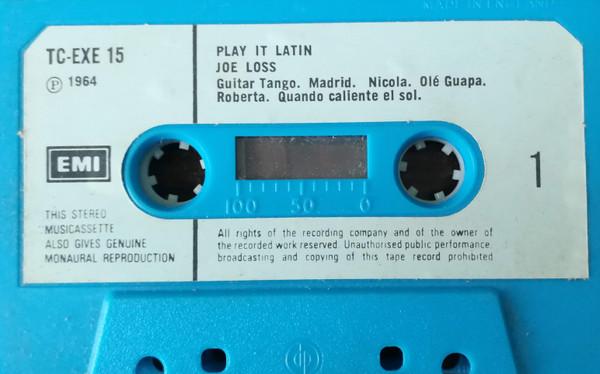 MADE IN ENGLAND
TC-EXE 15
Ⓟ 1964
PLAY IT LATIN
JOE LOSS
Guitar Tango. Madrid. Nicola. Olé Guapa.
Roberta. Quando caliente el sol.
EMI
1
100 50 0
THIS STEREO
MUSICASSETTE
ALSO GIVES GENUINE
MONAURAL REPRODUCTION
All rights of the recording company and of the owner of
the recorded work reserved. Unauthorised public performance,
broadcasting and copying of this tape record prohibited